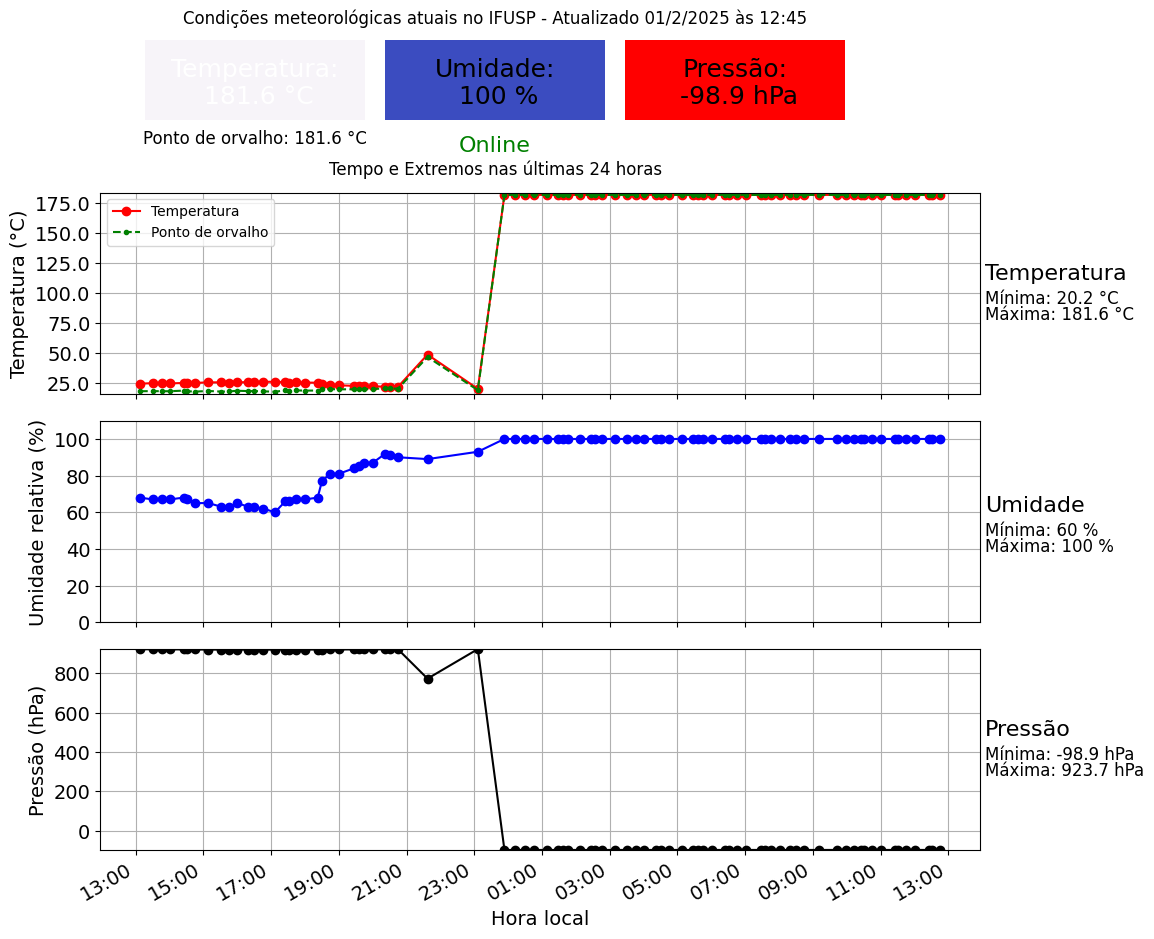 Condições meteorológicas atuais no IFUSP - Atualizado 01/2/2025 às 12:45
Temperatura:
181.6 °C
Umidade:
100 %
Pressão:
-98.9 hPa
Ponto de orvalho: 181.6 °C
Online
Tempo e Extremos nas últimas 24 horas
Temperatura (°C)
175.0
150.0
125.0
100.0
75.0
50.0
25.0
Temperatura
Ponto de orvalho
Temperatura
Mínima: 20.2 °C
Máxima: 181.6 °C
Umidade relativa (%)
100
80
60
40
20
0
Umidade
Mínima: 60 %
Máxima: 100 %
Pressão (hPa)
800
600
400
200
0
Pressão
Mínima: -98.9 hPa
Máxima: 923.7 hPa
13:00 15:00 17:00 19:00 21:00 23:00 01:00 03:00 05:00 07:00 09:00 11:00 13:00
Hora local